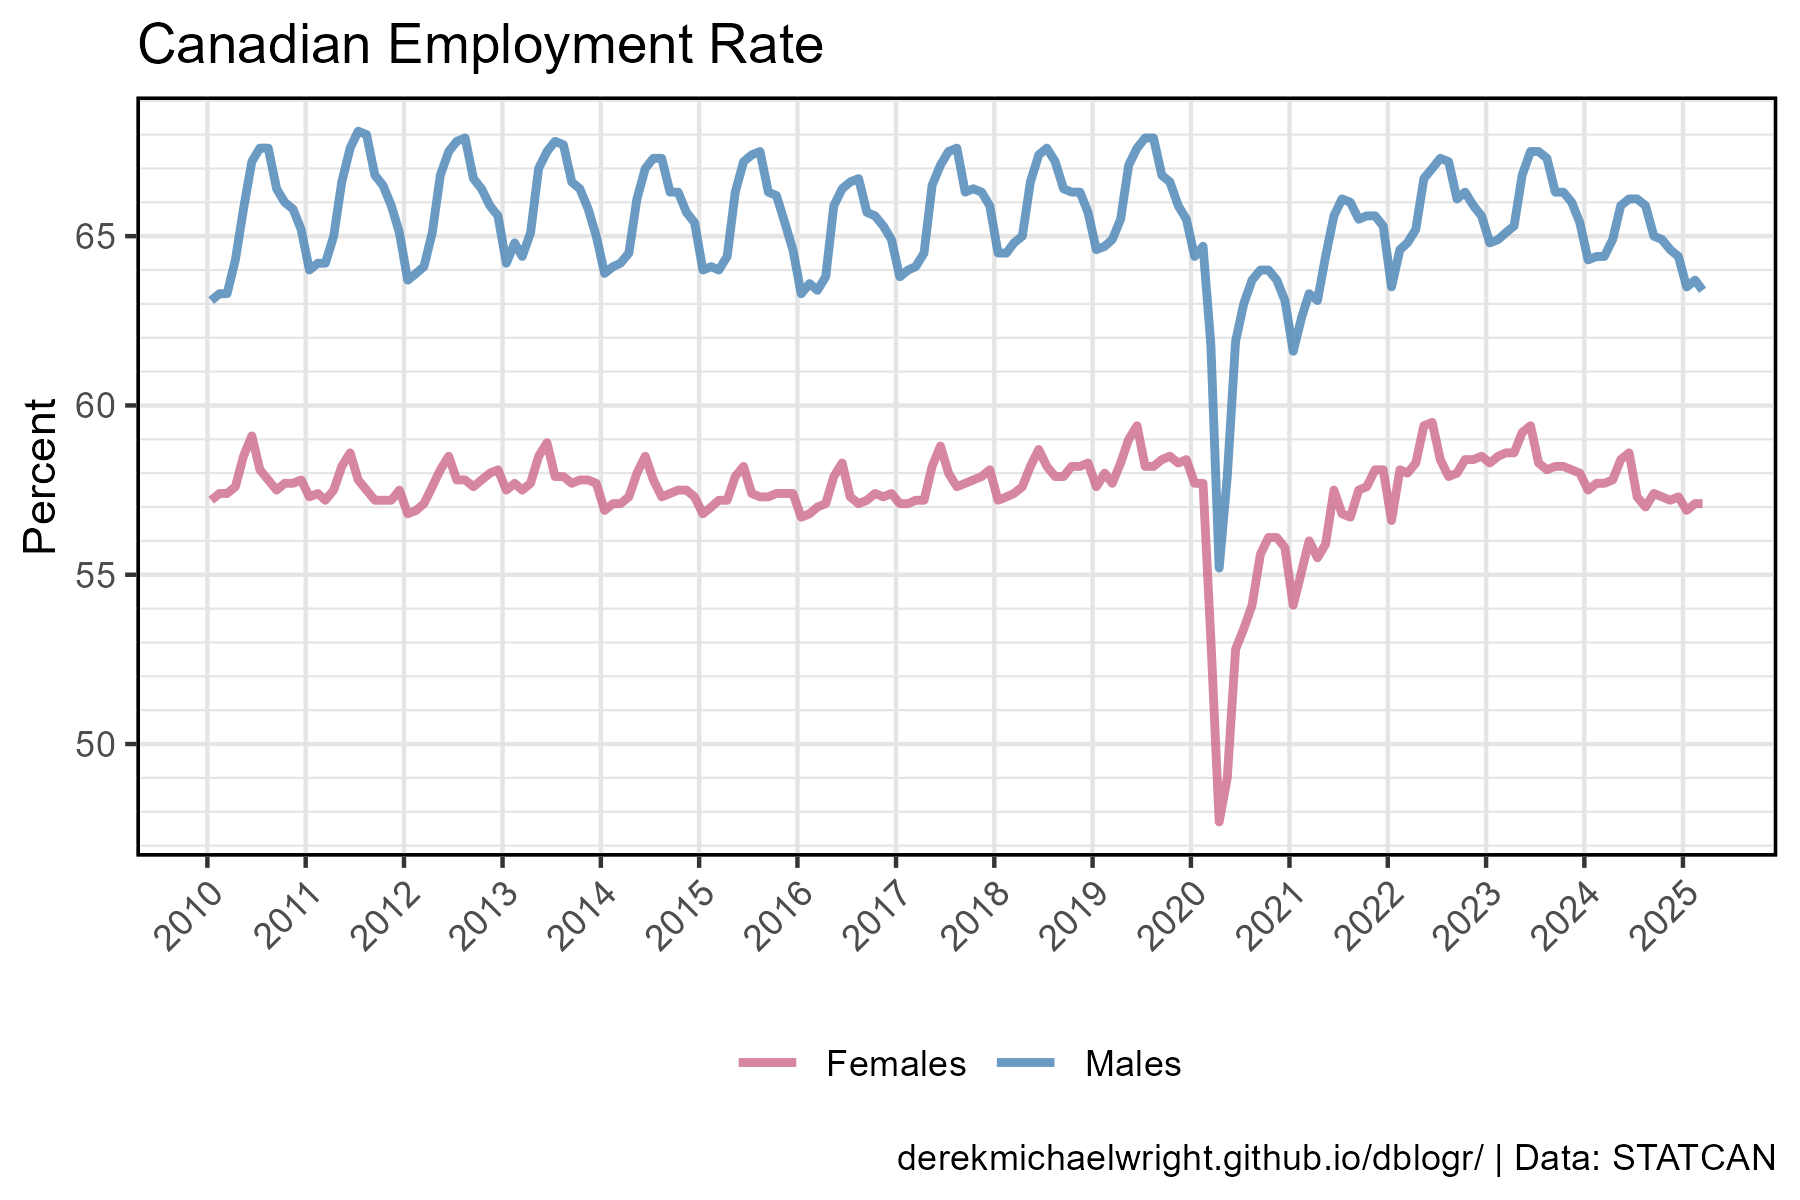 Canadian Employment Rate
Percent
65
60
55
50
2010 2011 2012 2013 2014 2015 2016 2017 2018 2019 2020 2021 2022 2023 2024 2025
Females Males
derekmichaelwright.github.io/dblogr/ | Data: STATCAN